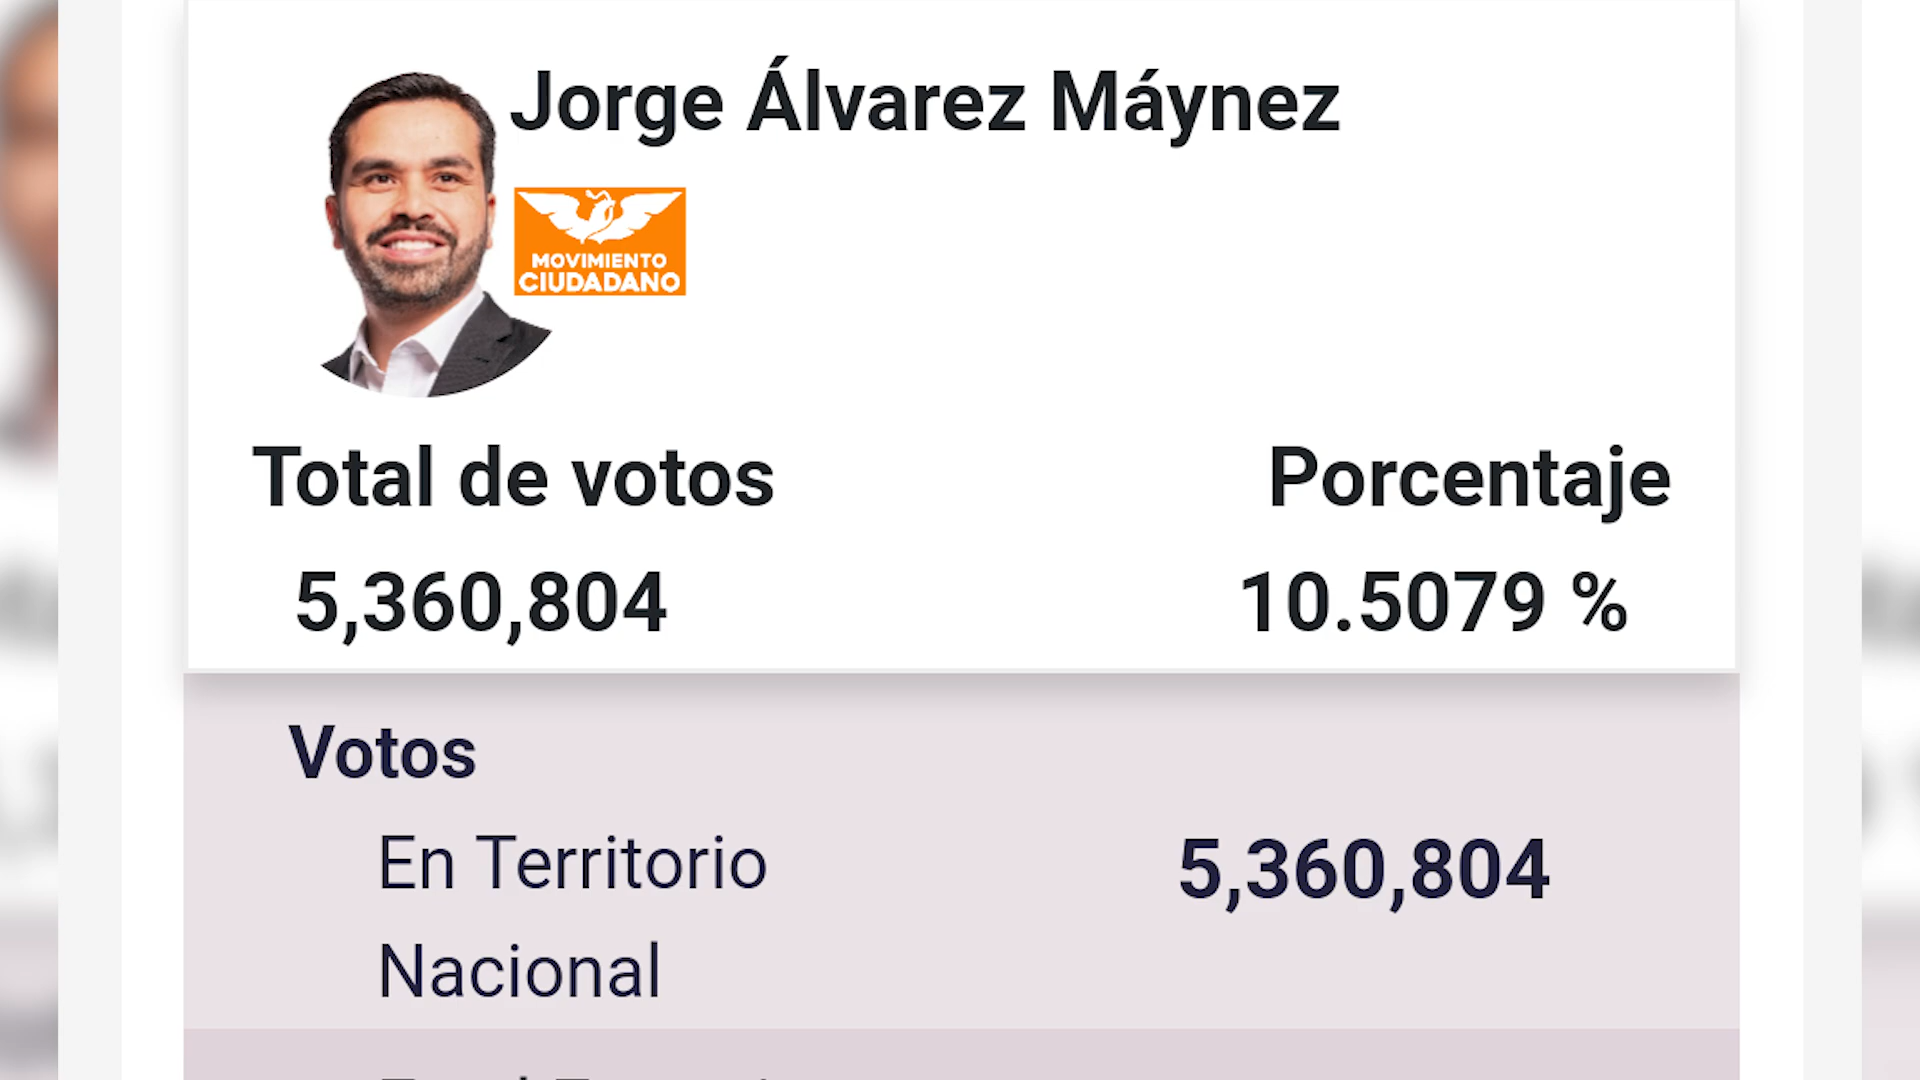 Jorge Álvarez Máynez
MOVIMIENTO
CIUDADANO
Total de votos
Porcentaje
5,360,804
10.5079 %
Votos
En Territorio
5,360,804
Nacional